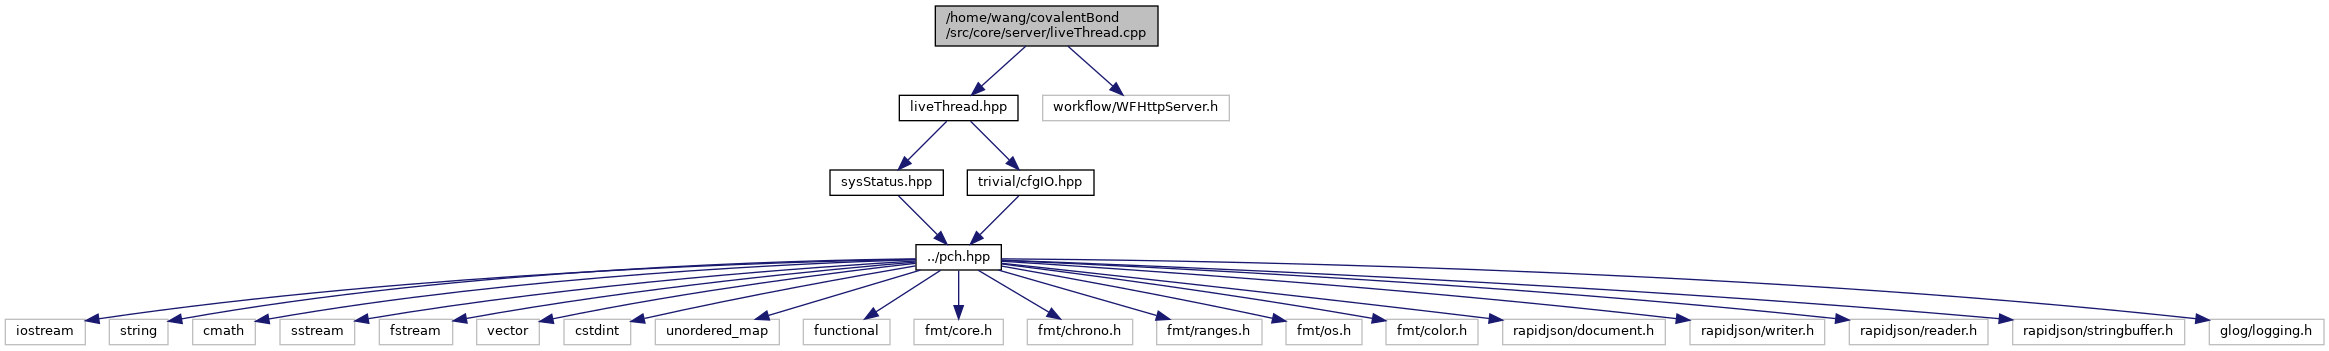 /home/wang/covalentBond
/src/core/server/liveThread.cpp
liveThread.hpp
workflow/WFHttpServer.h
sysStatus.hpp
trivial/cfgIO.hpp
../pch.hpp
iostream
string
cmath
sstream
fstream
vector
cstdint
unordered_map
functional
fmt/core.h
fmt/chrono.h
fmt/ranges.h
fmt/os.h
fmt/color.h
rapidjson/document.h
rapidjson/writer.h
rapidjson/reader.h
rapidjson/stringbuffer.h
glog/logging.h